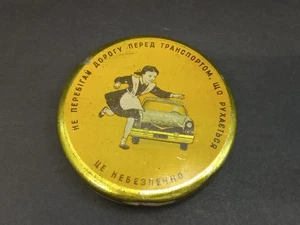 НЕ ПЕРЕБІГАЙ ДОРОГУ ПЕРЕД ТРАНСПОРТОМ, ЩО РУХАЄТЬСЯ
ЦЕ НЕБЕЗПЕЧНО